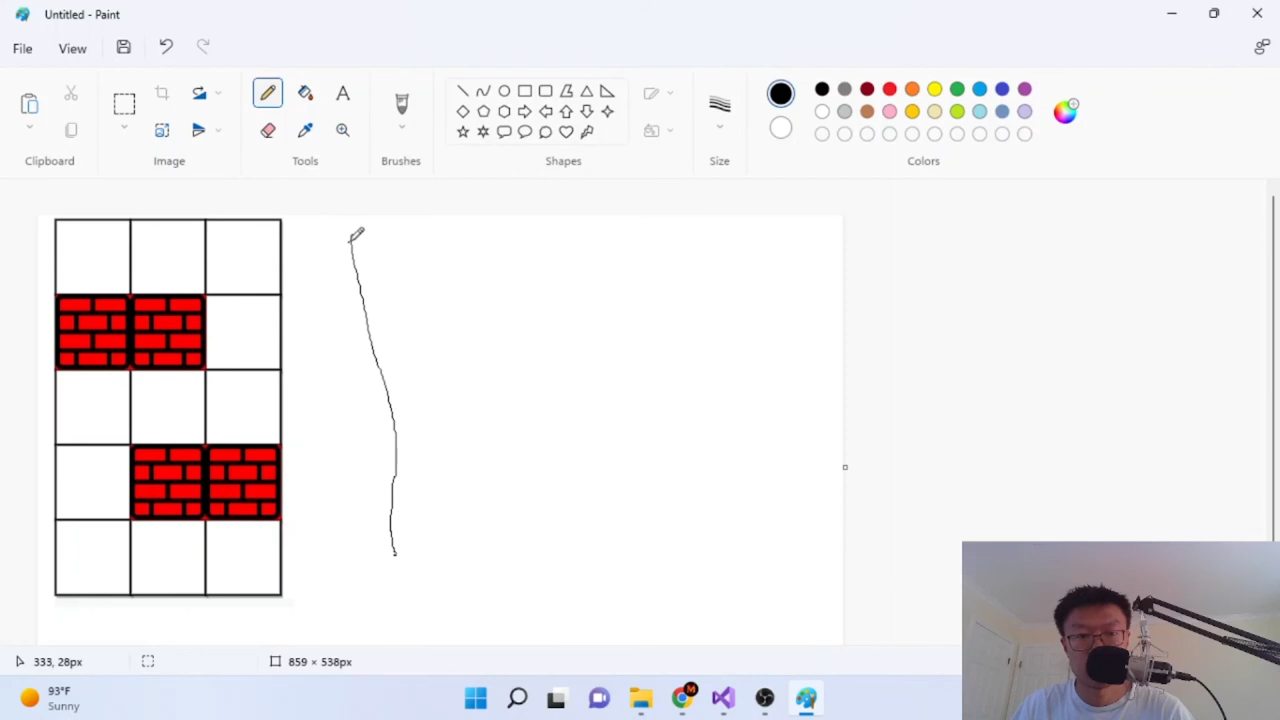 Untitled - Paint
File View
Clipboard Image Tools Brushes Shapes Size Colors
333, 28px 859 × 538px
93°F
Sunny